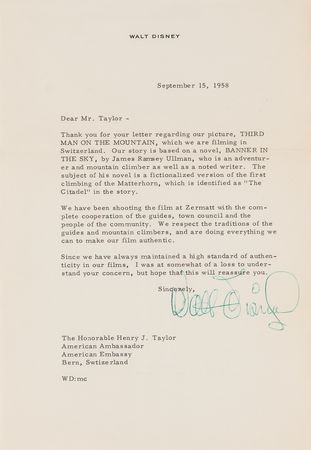 WALT DISNEY
September 15, 1958
Dear Mr. Taylor -
Thank you for your letter regarding our picture, THIRD
MAN ON THE MOUNTAIN, which we are filming in
Switzerland. Our story is based on a novel, BANNER IN
THE SKY, by James Ramsey Ullman, who is an adventur-
er and mountain climber as well as a noted writer. The
subject of his novel is a fictionalized version of the first
climbing of the Matterhorn, which is identified as "The
Citadel" in the story.
We have been shooting the film at Zermatt with the com-
plete cooperation of the guides, town council and the
people of the community. We respect the traditions of the
guides and mountain climbers, and are doing everything we
can to make our film authentic.
Since we have always maintained a high standard of authen-
ticity in our films, I was at somewhat of a loss to under-
stand your concern, but hope that this will reassure you.
Sincerely,
Walt Disney
The Honorable Henry J. Taylor
American Ambassador
American Embassy
Bern, Switzerland
WD:mc